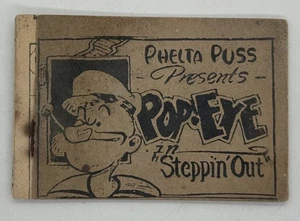 PHELTA PUSS
- Presents -
POP-EYE
in
"Steppin' Out"